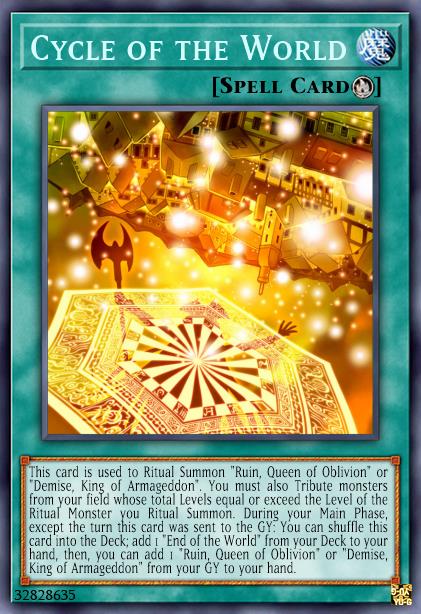 CYCLE OF THE WORLD
[SPELL CARD]
This card is used to Ritual Summon "Ruin, Queen of Oblivion" or
"Demise, King of Armageddon". You must also Tribute monsters
from your field whose total Levels equal or exceed the Level of the
Ritual Monster you Ritual Summon. During your Main Phase,
except the turn this card was sent to the GY: You can shuffle this
card into the Deck; add 1 "End of the World" from your Deck to your
hand, then, you can add 1 "Ruin, Queen of Oblivion" or "Demise,
King of Armageddon" from your GY to your hand.
32828635